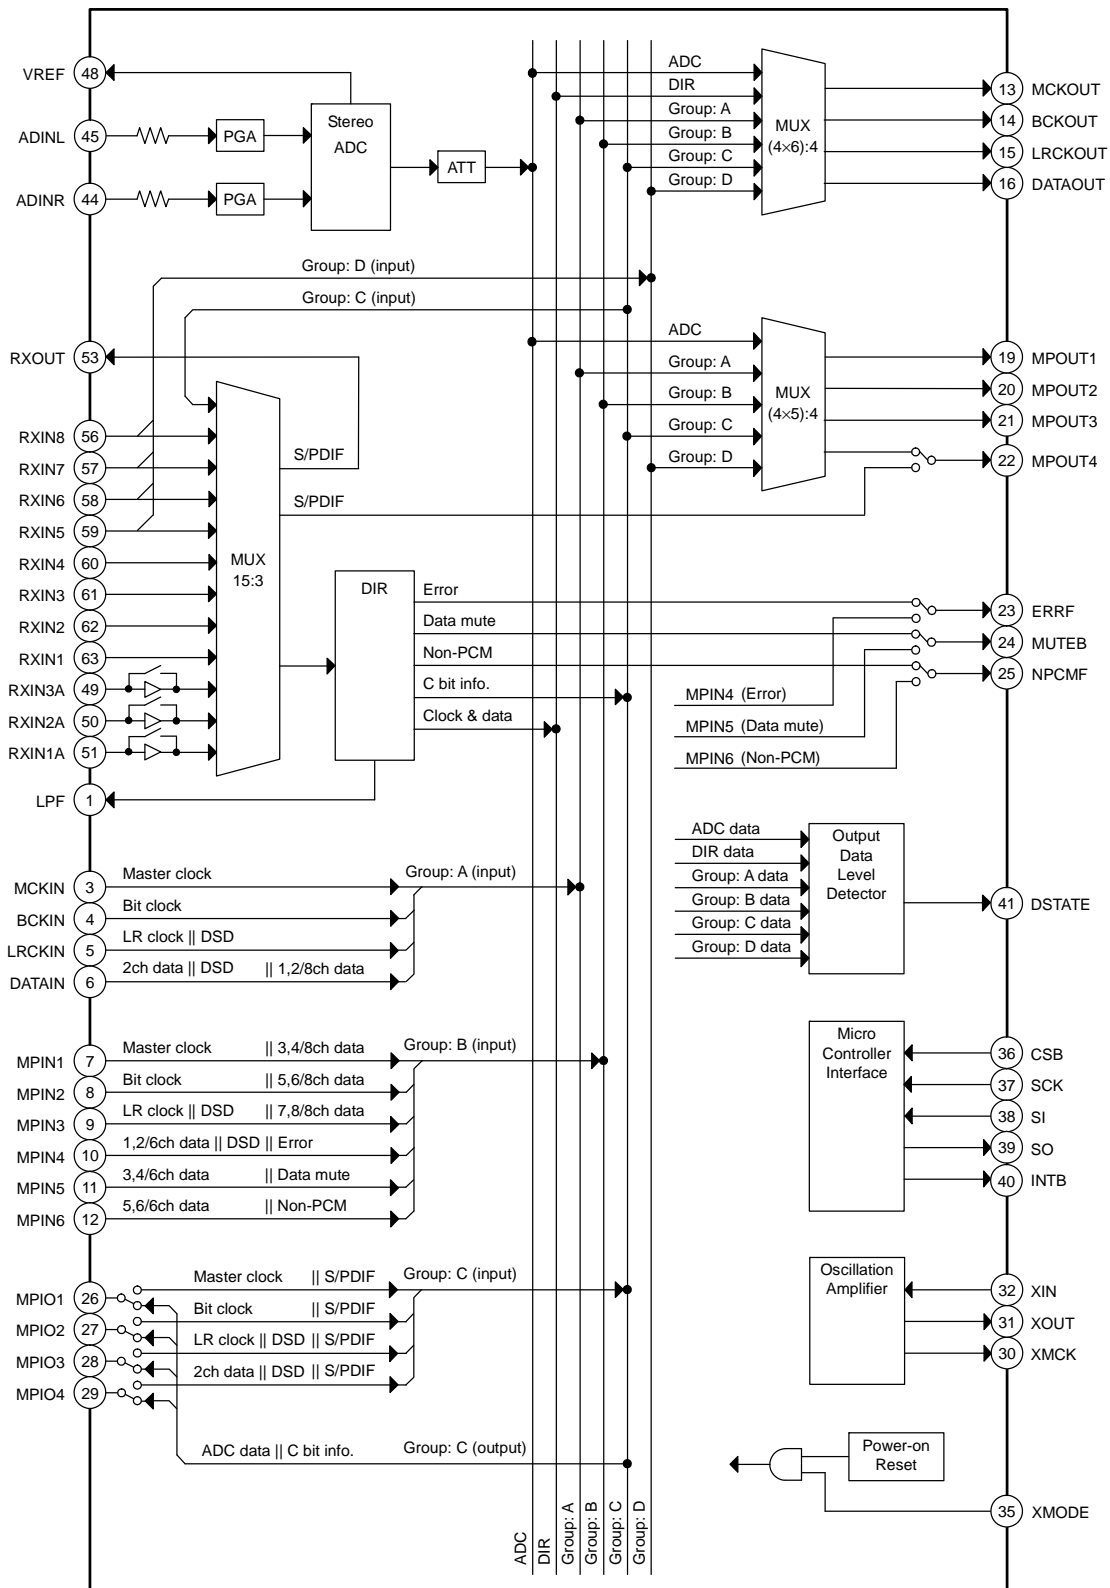 VREF 48
ADINL 45
PGA
ADINR 44
PGA
Stereo
ADC
ATT
ADC
DIR
Group: A
Group: B
Group: C
Group: D
MUX
(4×6):4
13 MCKOUT
14 BCKOUT
15 LRCKOUT
16 DATAOUT
Group: D (input)
Group: C (input)
RXOUT 53
RXIN8 56
RXIN7 57
RXIN6 58
RXIN5 59
RXIN4 60
RXIN3 61
RXIN2 62
RXIN1 63
RXIN3A 49
RXIN2A 50
RXIN1A 51
LPF 1
MUX
15:3
S/PDIF
S/PDIF
ADC
Group: A
Group: B
Group: C
Group: D
MUX
(4×5):4
19 MPOUT1
20 MPOUT2
21 MPOUT3
22 MPOUT4
DIR
Error
Data mute
Non-PCM
C bit info.
Clock & data
MPIN4 (Error)
MPIN5 (Data mute)
MPIN6 (Non-PCM)
23 ERRF
24 MUTEB
25 NPCMF
ADC data
DIR data
Group: A data
Group: B data
Group: C data
Group: D data
Output
Data
Level
Detector
41 DSTATE
MCKIN 3 Master clock
BCKIN 4 Bit clock
LRCKIN 5 LR clock || DSD
DATAIN 6 2ch data || DSD || 1,2/8ch data
Group: A (input)
MPIN1 7 Master clock || 3,4/8ch data
MPIN2 8 Bit clock || 5,6/8ch data
MPIN3 9 LR clock || DSD || 7,8/8ch data
MPIN4 10 1,2/6ch data || DSD || Error
MPIN5 11 3,4/6ch data || Data mute
MPIN6 12 5,6/6ch data || Non-PCM
Group: B (input)
Micro
Controller
Interface
36 CSB
37 SCK
38 SI
39 SO
40 INTB
MPIO1 26 Master clock || S/PDIF
MPIO2 27 Bit clock || S/PDIF
MPIO3 28 LR clock || DSD || S/PDIF
MPIO4 29 2ch data || DSD || S/PDIF
Group: C (input)
ADC data || C bit info.
Group: C (output)
Oscillation
Amplifier
32 XIN
31 XOUT
30 XMCK
Power-on
Reset
35 XMODE
ADC
DIR
Group: A
Group: B
Group: C
Group: D